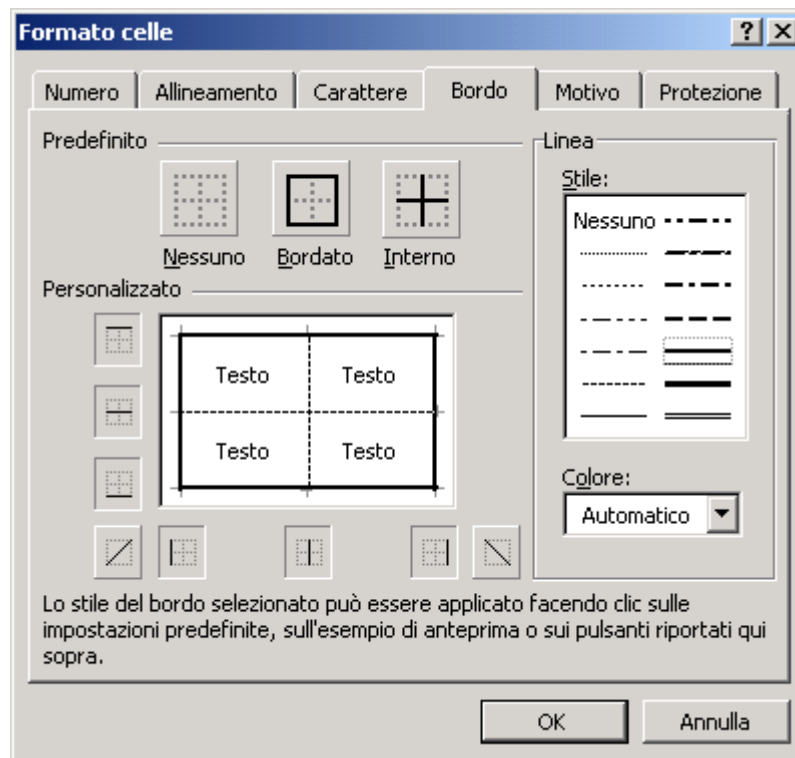 Formato celle
Numero Allineamento Carattere Bordo Motivo Protezione
Predefinito
Nessuno Bordato Interno
Personalizzato
Testo Testo
Testo Testo
Linea
Stile:
Nessuno
Colore:
Automatico
Lo stile del bordo selezionato può essere applicato facendo clic sulle
impostazioni predefinite, sull'esempio di anteprima o sui pulsanti riportati qui
sopra.
OK Annulla